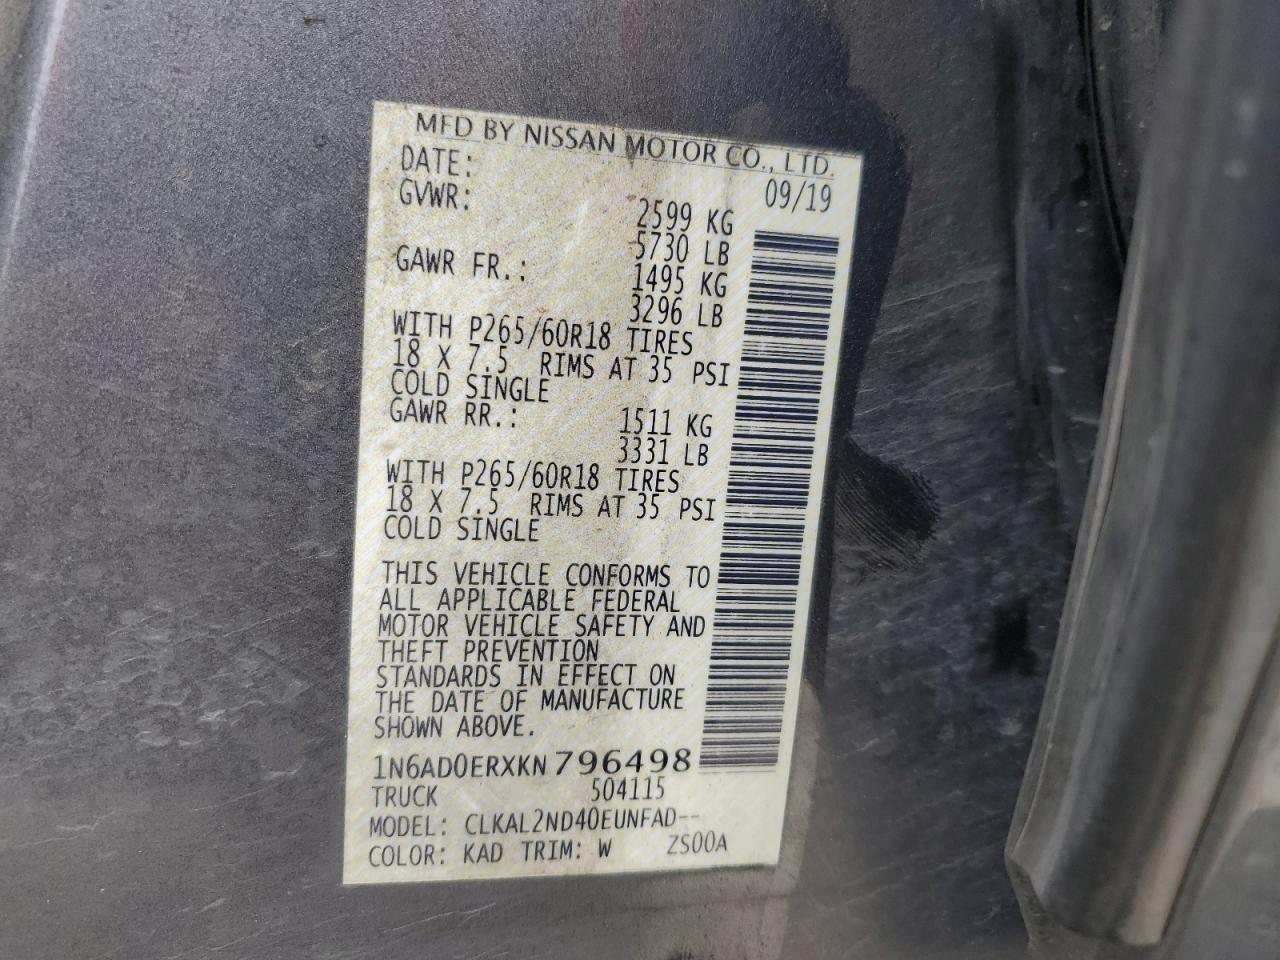 MFD BY NISSAN MOTOR CO., LTD.
DATE: 09/19
GVWR: 2599 KG
5730 LB
GAWR FR.: 1495 KG
3296 LB
WITH P265/60R18 TIRES
18 X 7.5 RIMS AT 35 PSI
COLD SINGLE
GAWR RR.: 1511 KG
3331 LB
WITH P265/60R18 TIRES
18 X 7.5 RIMS AT 35 PSI
COLD SINGLE
THIS VEHICLE CONFORMS TO
ALL APPLICABLE FEDERAL
MOTOR VEHICLE SAFETY AND
THEFT PREVENTION
STANDARDS IN EFFECT ON
THE DATE OF MANUFACTURE
SHOWN ABOVE.
1N6AD0ERXKN796498
TRUCK 504115
MODEL: CLKAL2ND40EUNFAD--
COLOR: KAD TRIM: W ZS00A